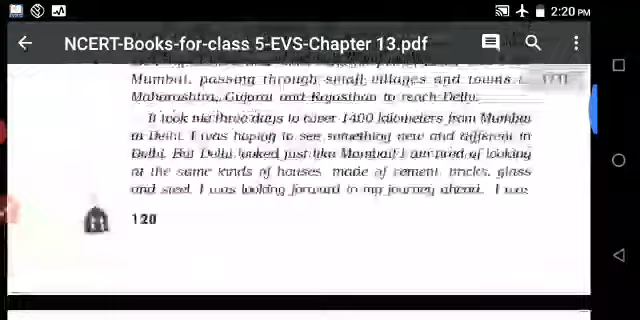 2:20 PM
NCERT-Books-for-class 5-EVS-Chapter 13.pdf
Mumbai, passing through small villages and towns
Maharashtra, Gujarat and Rajasthan to reach Delhi.
It took me three days to cover 1400 kilometers from Mumbai
to Delhi. I was hoping to see something new and different in
Delhi. But Delhi looked just like Mumbai! I am tired of looking
at the same kinds of houses made of cement, bricks, glass
and steel. I was looking forward to my journey ahead. I was
120